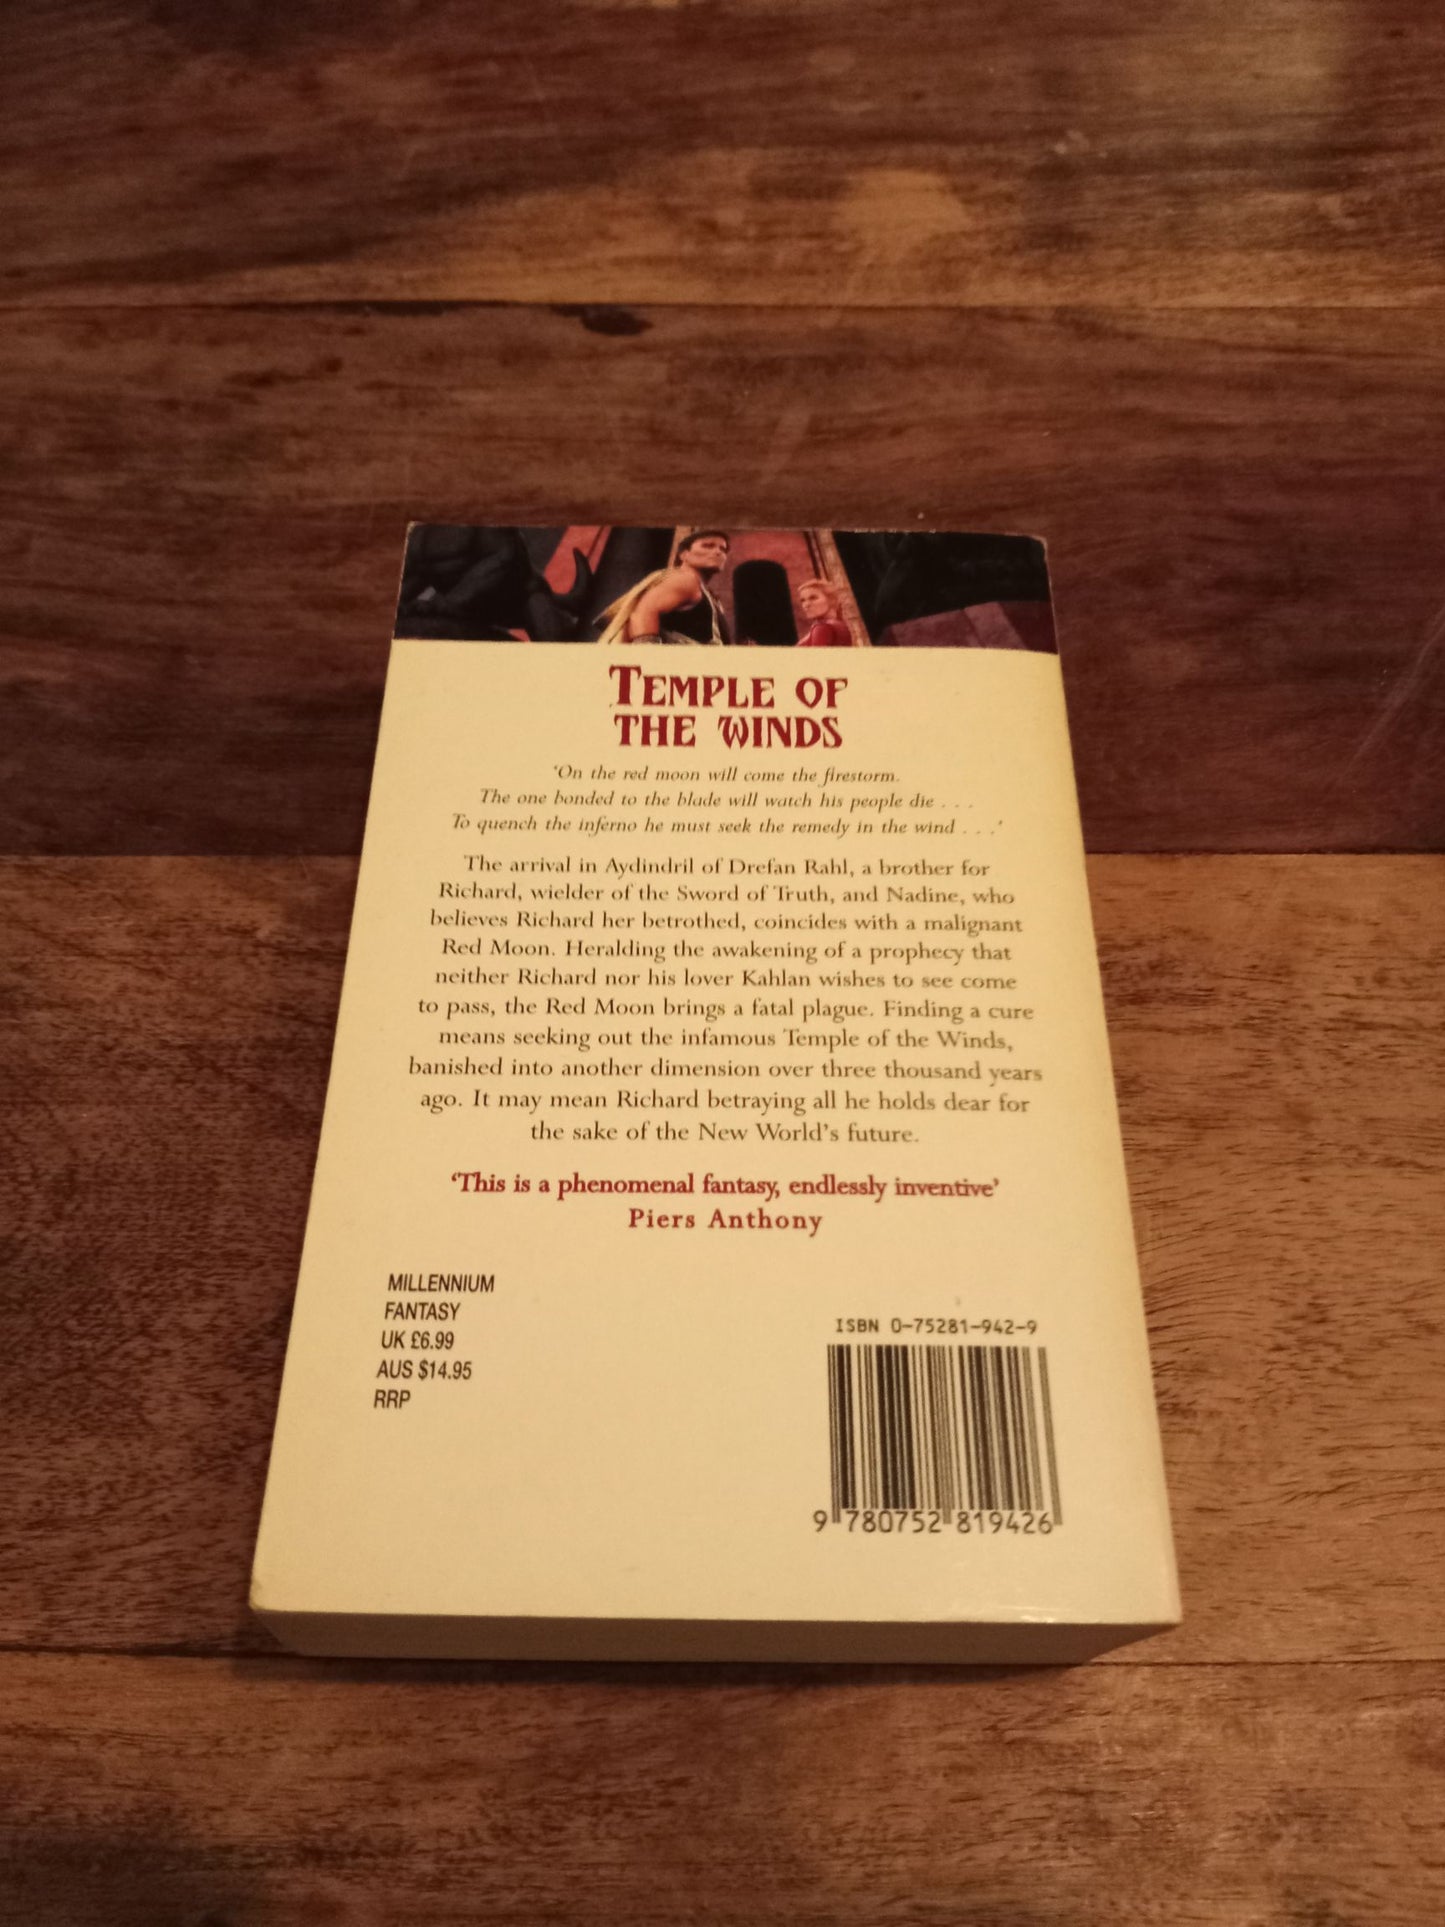 TEMPLE OF
THE WINDS
'On the red moon will come the firestorm.
The one bonded to the blade will watch his people die . . .
To quench the inferno he must seek the remedy in the wind . . .'
The arrival in Aydindril of Drefan Rahl, a brother for
Richard, wielder of the Sword of Truth, and Nadine, who
believes Richard her betrothed, coincides with a malignant
Red Moon. Heralding the awakening of a prophecy that
neither Richard nor his lover Kahlan wishes to see come
to pass, the Red Moon brings a fatal plague. Finding a cure
means seeking out the infamous Temple of the Winds,
banished into another dimension over three thousand years
ago. It may mean Richard betraying all he holds dear for
the sake of the New World's future.
'This is a phenomenal fantasy, endlessly inventive'
Piers Anthony
MILLENNIUM
FANTASY
UK £6.99
AUS $14.95
RRP
ISBN 0-75281-942-9
9 780752 819426